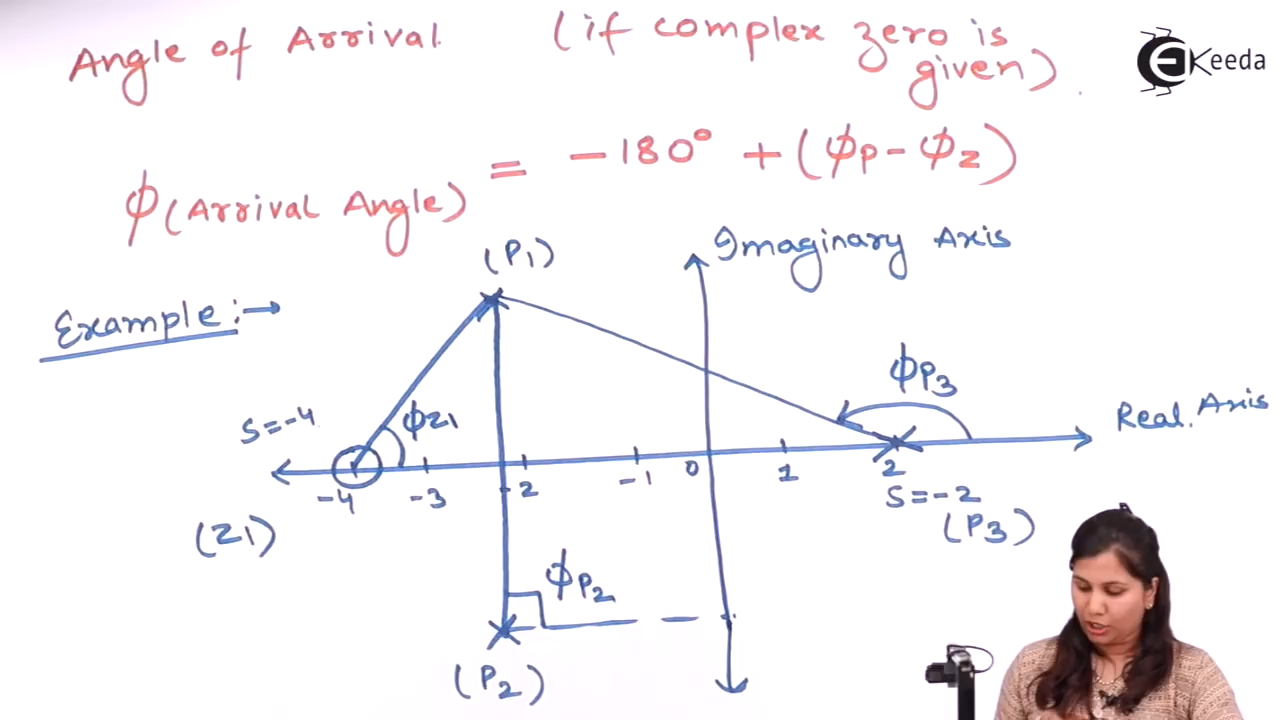 Angle of Arrival (if complex zero is
given)
EKeeda
ϕ(Arrival Angle) = -180° + (ϕp - ϕz)
(P1)
Imaginary Axis
Example:→
ϕP3
S=-4
ϕz1
Real. Axis
-4 -3 -2 -1 0 1 2
S=-2
(Z1)
(P3)
ϕP2
(P2)